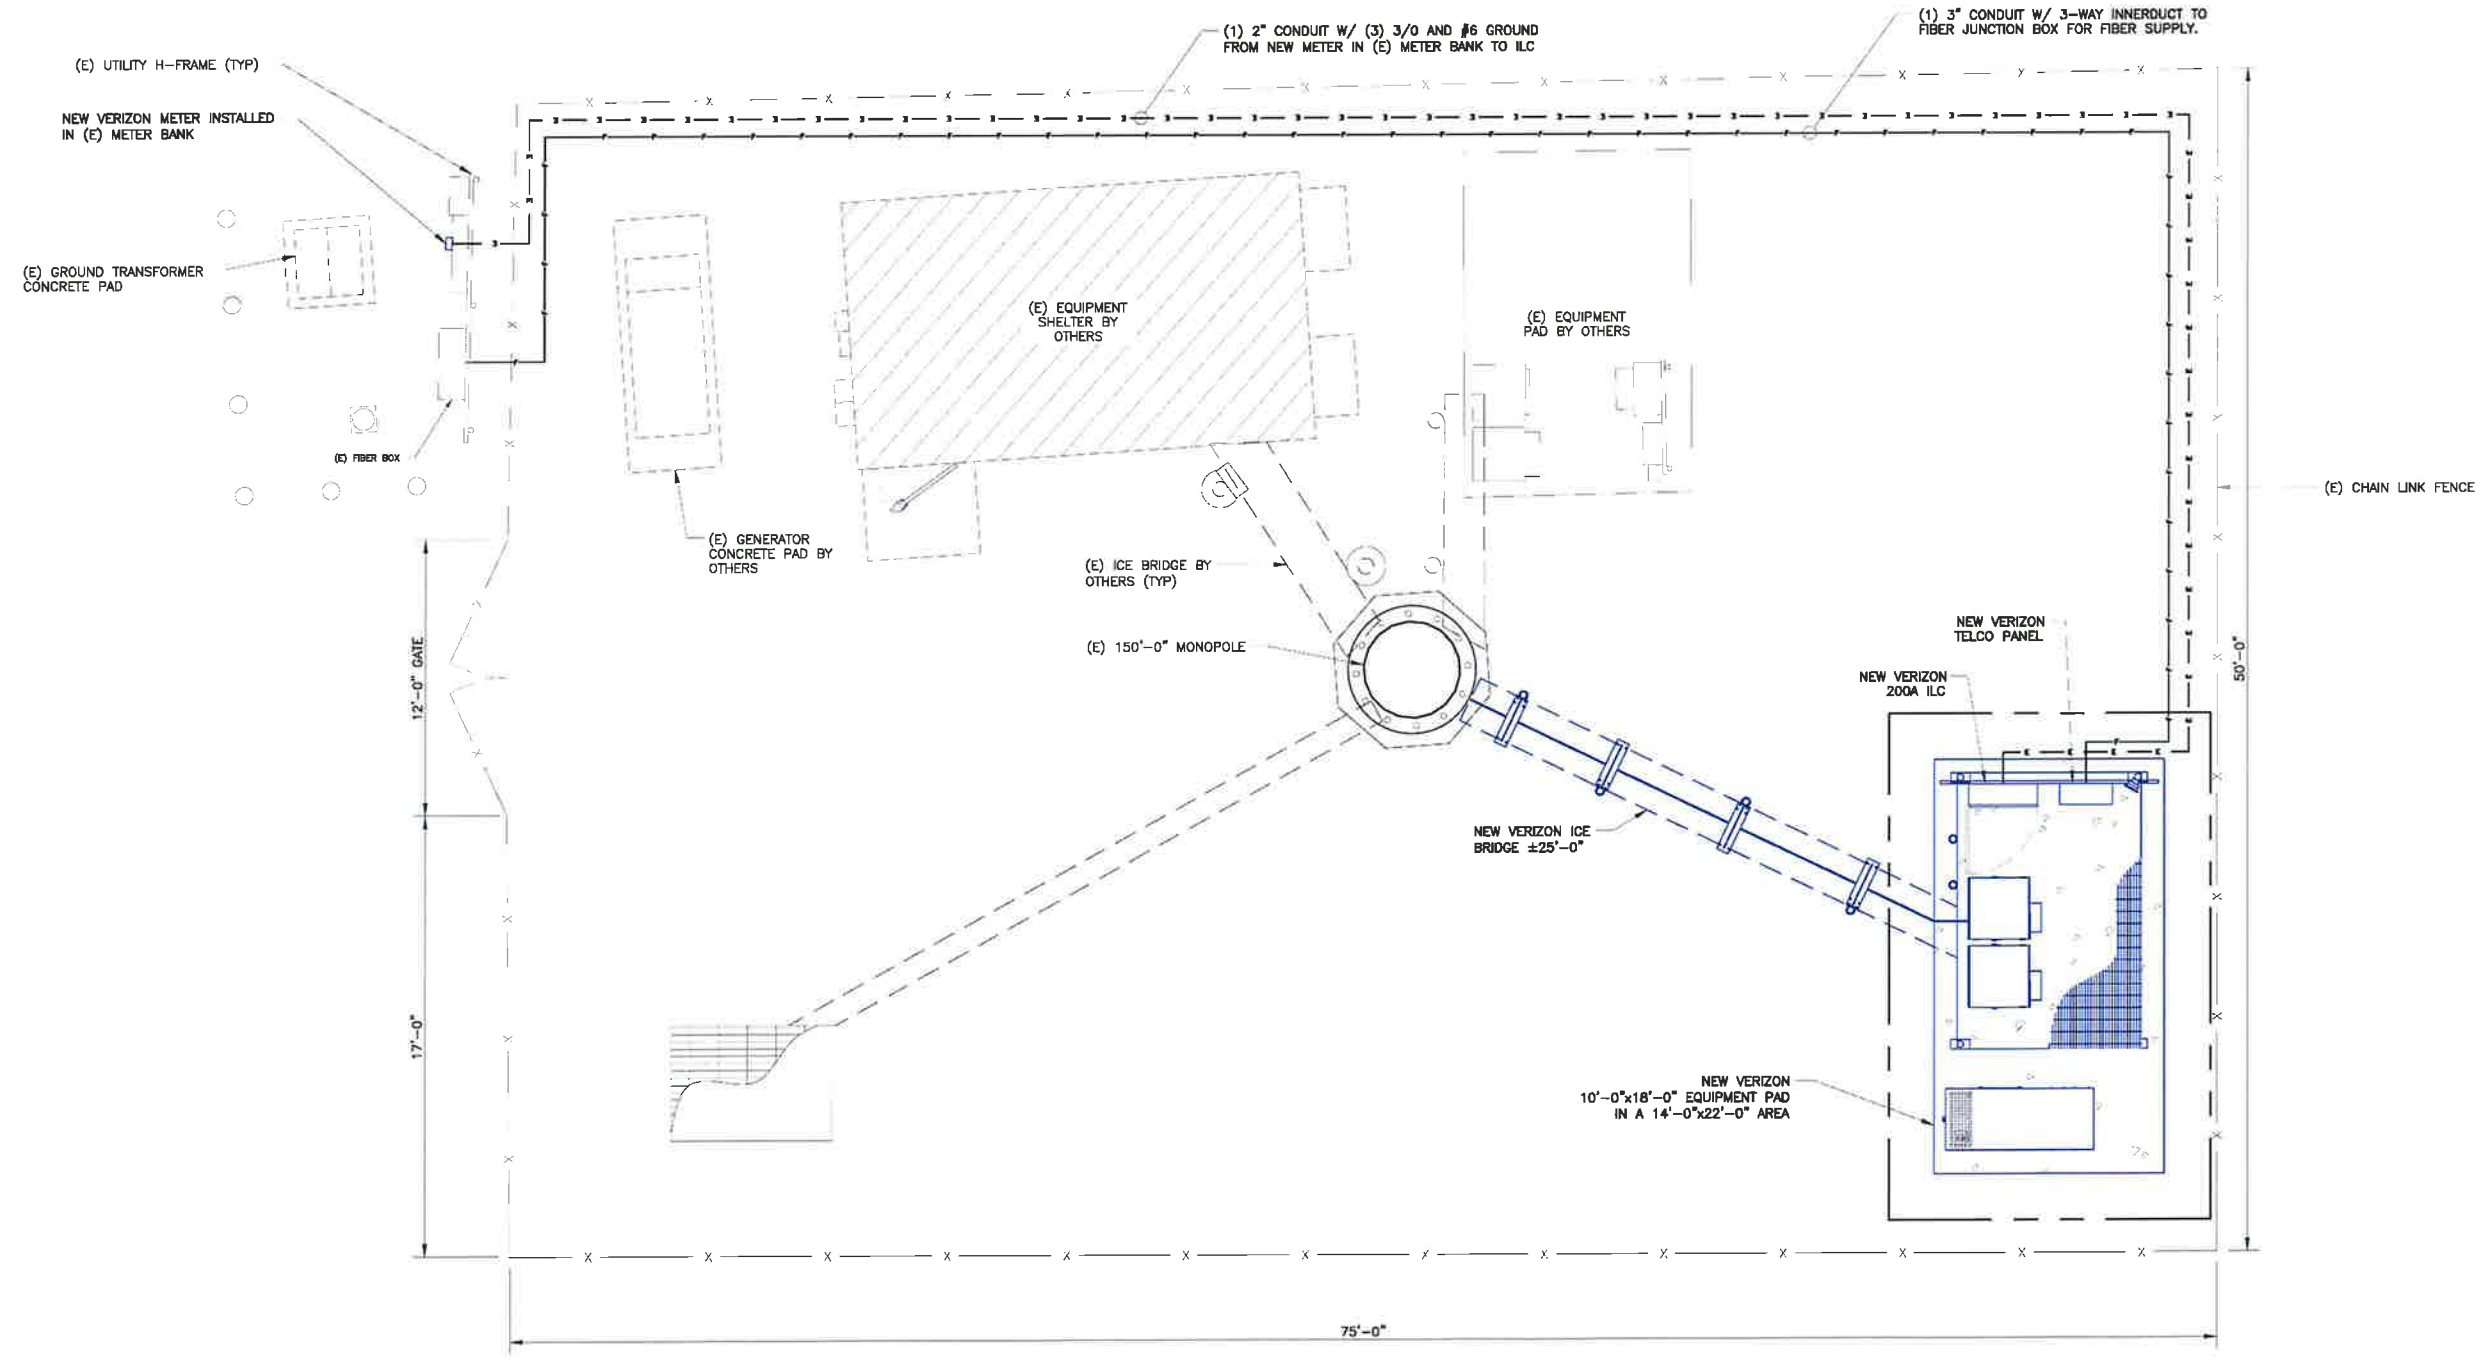 (1) 2" CONDUIT W/ (3) 3/0 AND #6 GROUND
FROM NEW METER IN (E) METER BANK TO ILC
(1) 3" CONDUIT W/ 3-WAY INNERDUCT TO
FIBER JUNCTION BOX FOR FIBER SUPPLY.
(E) UTILITY H-FRAME (TYP)
NEW VERIZON METER INSTALLED
IN (E) METER BANK
(E) GROUND TRANSFORMER
CONCRETE PAD
(E) FIBER BOX
(E) EQUIPMENT
SHELTER BY
OTHERS
(E) EQUIPMENT
PAD BY OTHERS
(E) CHAIN LINK FENCE
(E) GENERATOR
CONCRETE PAD BY
OTHERS
(E) ICE BRIDGE BY
OTHERS (TYP)
(E) 150'-0" MONOPOLE
12'-0" GATE
NEW VERIZON
TELCO PANEL
NEW VERIZON
200A ILC
50'-0"
NEW VERIZON ICE
BRIDGE ±25'-0"
17'-0"
NEW VERIZON
10'-0"x18'-0" EQUIPMENT PAD
IN A 14'-0"x22'-0" AREA
75'-0"